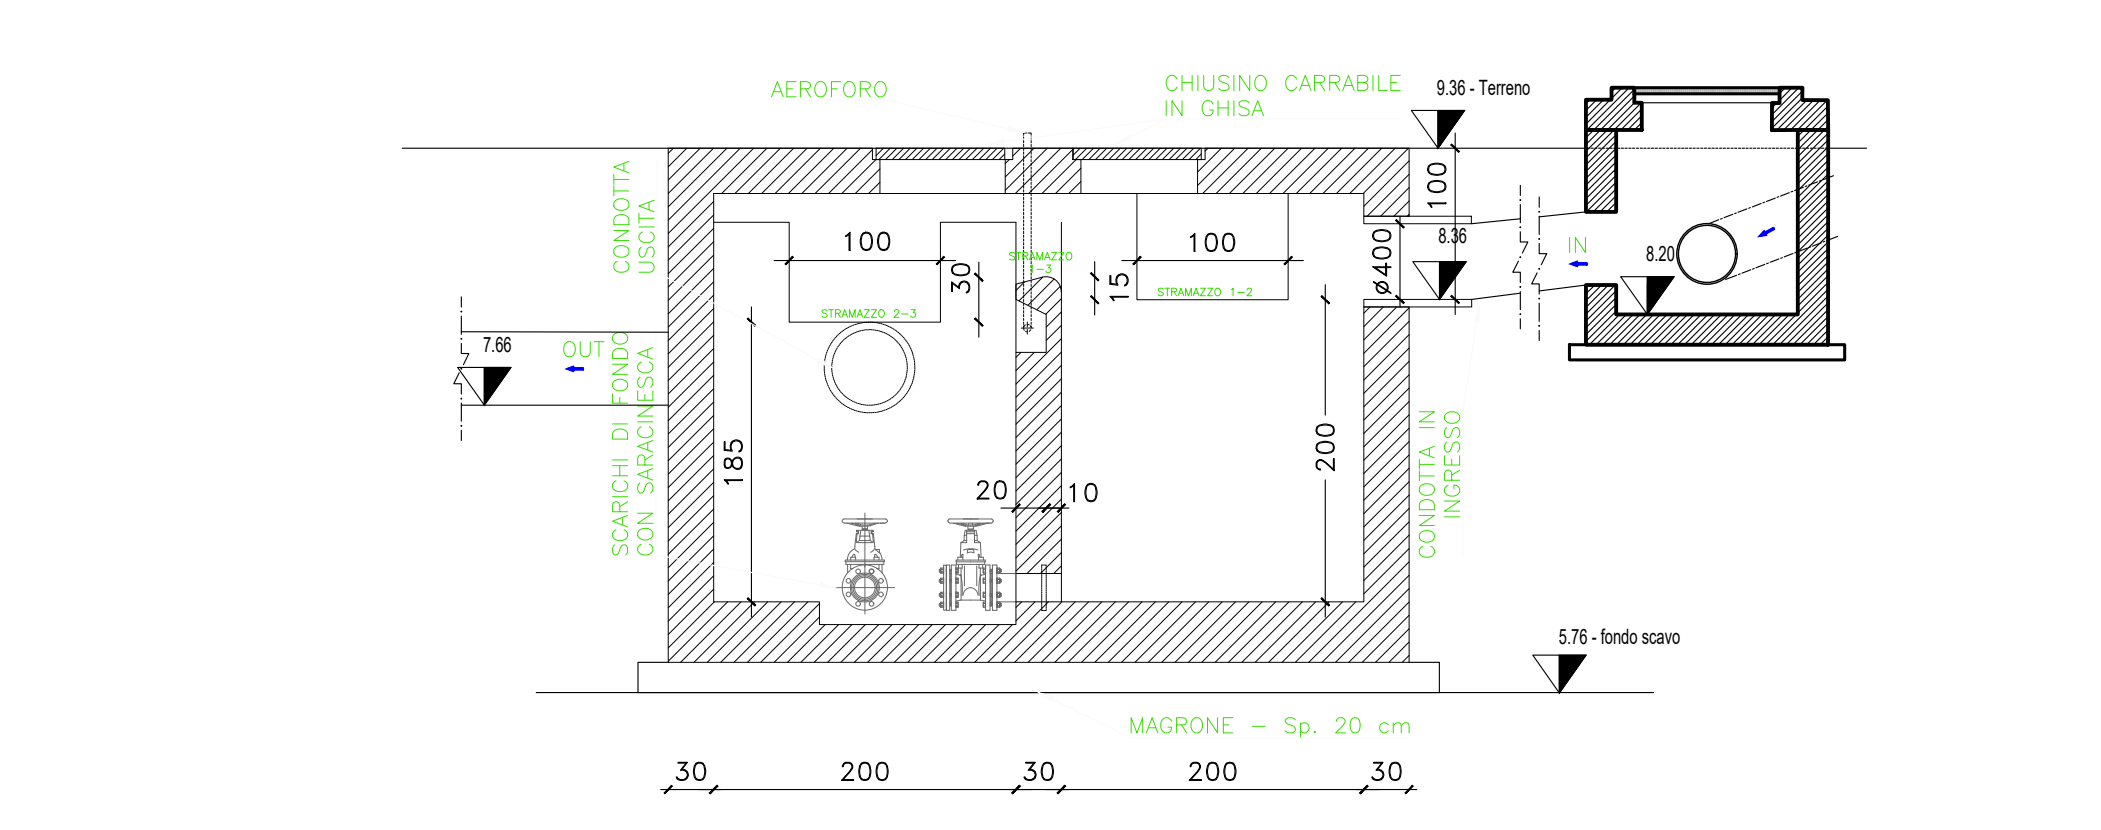 AEROFORO
CHIUSINO CARRABILE
IN GHISA
9.36 - Terreno
CONDOTTA
USCITA
100
100
30
STRAMAZZO
1-3
15
100
STRAMAZZO 1-2
STRAMAZZO 2-3
ø400
8.36
IN
8.20
7.66
OUT
SCARICHI DI FONDO
CON SARACINESCA
185
200
20
10
CONDOTTA IN
INGRESSO
5.76 - fondo scavo
MAGRONE - Sp. 20 cm
30
200
30
200
30